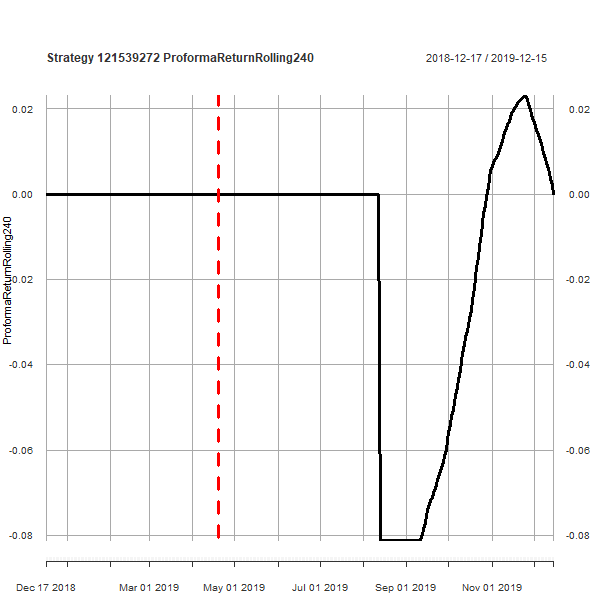 Strategy 121539272 ProformaReturnRolling240
2018-12-17 / 2019-12-15
0.02
0.02
0.00
0.00
-0.02
-0.02
-0.04
-0.04
-0.06
-0.06
-0.08
-0.08
ProformaReturnRolling240
Dec 17 2018
Mar 01 2019
May 01 2019
Jul 01 2019
Sep 01 2019
Nov 01 2019